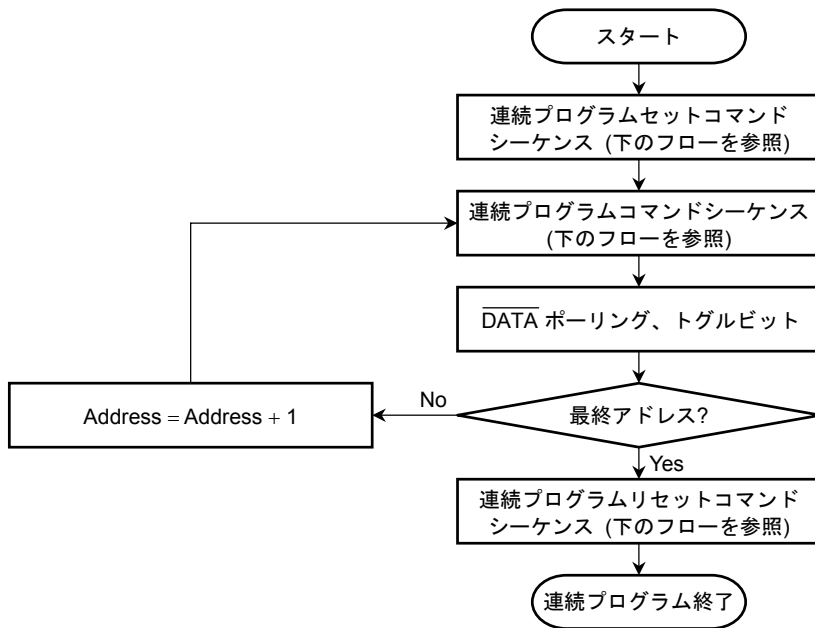 スタート
連続プログラムセットコマンド
シーケンス (下のフローを参照)
連続プログラムコマンドシーケンス
(下のフローを参照)
DATA ポーリング、トグルビット
最終アドレス?
No
Address = Address + 1
Yes
連続プログラムリセットコマンド
シーケンス (下のフローを参照)
連続プログラム終了